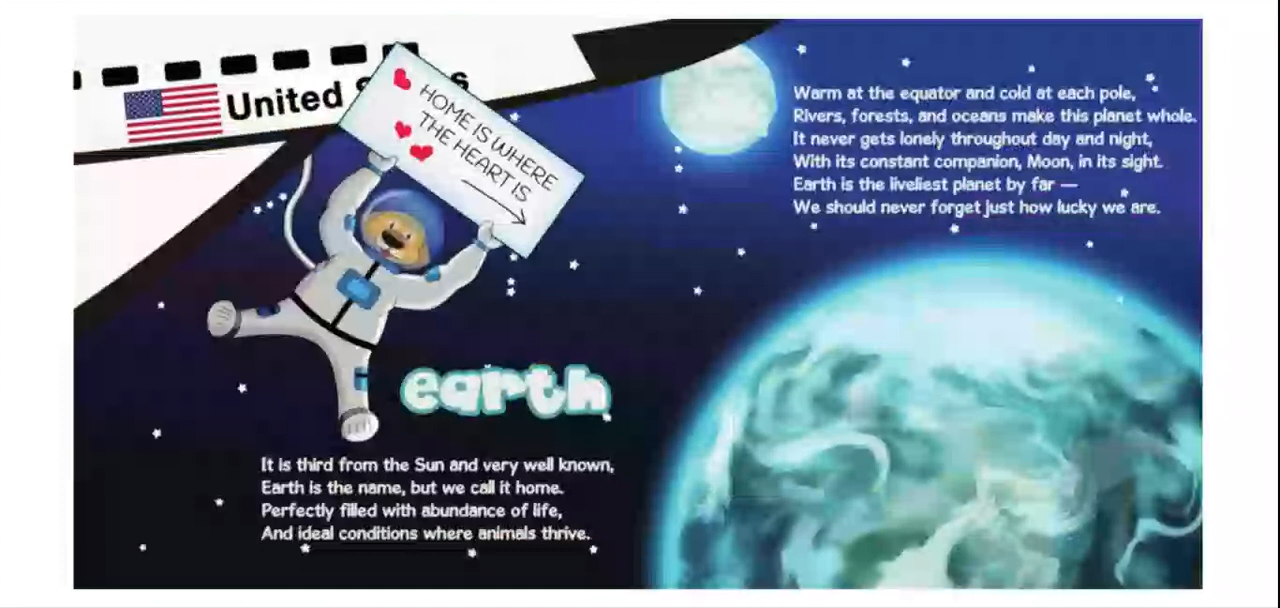 United
HOME IS WHERE
THE HEART IS
earth
It is third from the Sun and very well known,
Earth is the name, but we call it home.
Perfectly filled with abundance of life,
And ideal conditions where animals thrive.
Warm at the equator and cold at each pole,
Rivers, forests, and oceans make this planet whole.
It never gets lonely throughout day and night,
With its constant companion, Moon, in its sight.
Earth is the liveliest planet by far —
We should never forget just how lucky we are.